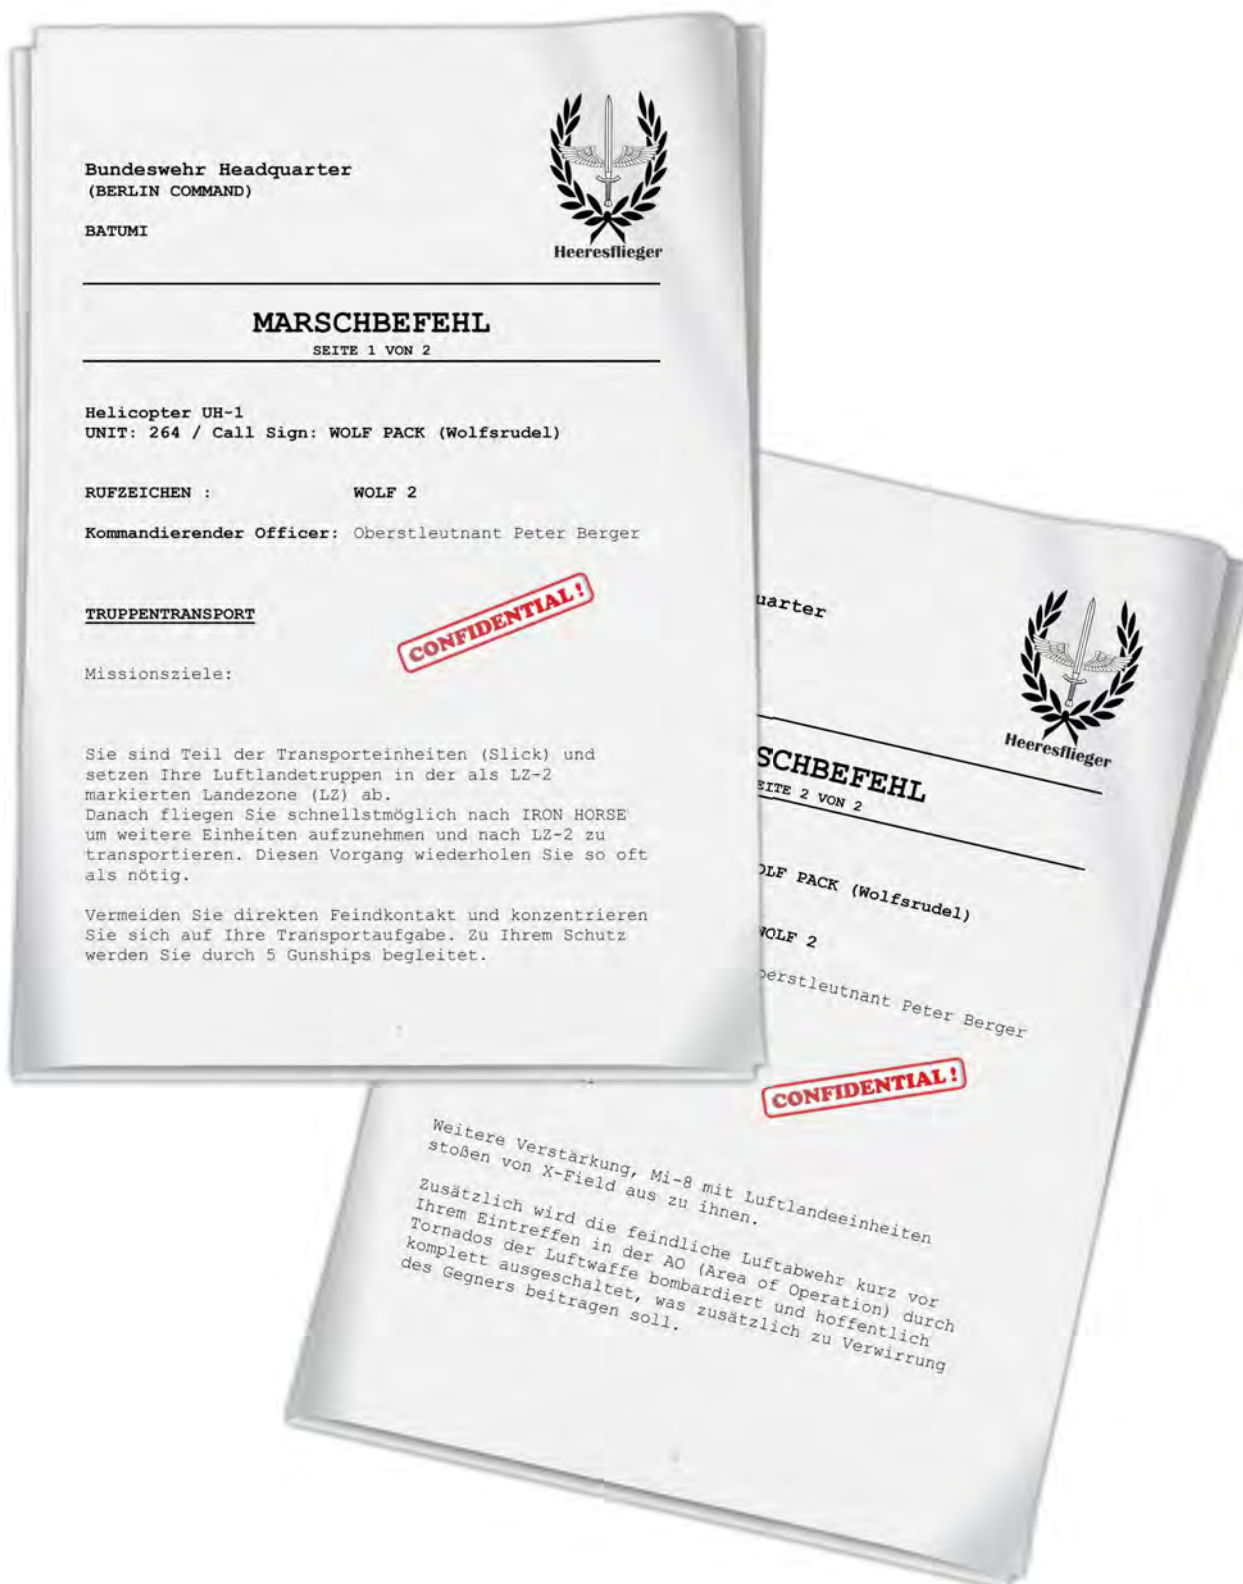 Bundeswehr Headquarter
(BERLIN COMMAND)
BATUMI
Heeresflieger
MARSCHBEFEHL
SEITE 1 VON 2
Helicopter UH-1
UNIT: 264 / Call Sign: WOLF PACK (Wolfsrudel)
RUFZEICHEN : WOLF 2
Kommandierender Officer: Oberstleutnant Peter Berger
CONFIDENTIAL!
TRUPPENTRANSPORT
Missionsziele:
Sie sind Teil der Transporteinheiten (Slick) und
setzen Ihre Luftlandetruppen in der als LZ-2
markierten Landezone (LZ) ab.
Danach fliegen Sie schnellstmöglich nach IRON HORSE
um weitere Einheiten aufzunehmen und nach LZ-2 zu
transportieren. Diesen Vorgang wiederholen Sie so oft
als nötig.
Vermeiden Sie direkten Feindkontakt und konzentrieren
Sie sich auf Ihre Transportaufgabe. Zu Ihrem Schutz
werden Sie durch 5 Gunships begleitet.
uarter
Heeresflieger
SCHBEFEHL
EITE 2 VON 2
OLF PACK (Wolfsrudel)
WOLF 2
berstleutnant Peter Berger
CONFIDENTIAL!
Weitere Verstärkung, Mi-8 mit Luftlandeeinheiten
stoßen von X-Field aus zu ihnen.
Zusätzlich wird die feindliche Luftabwehr kurz vor
Ihrem Eintreffen in der AO (Area of Operation) durch
Tornados der Luftwaffe bombardiert und hoffentlich
komplett ausgeschaltet, was zusätzlich zu Verwirrung
des Gegners beitragen soll.